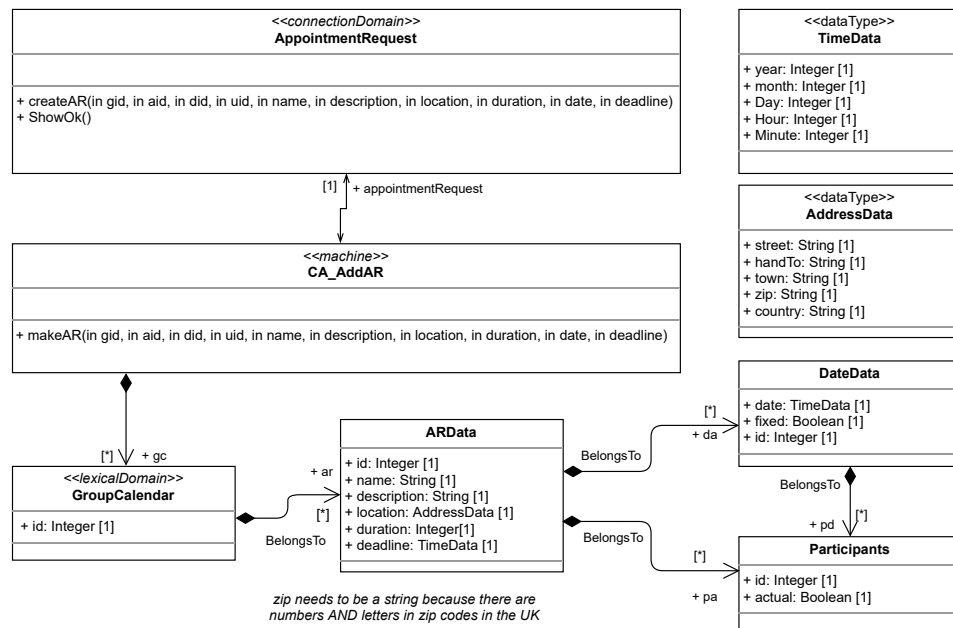 <<connectionDomain>>
AppointmentRequest
+ createAR(in gid, in aid, in did, in uid, in name, in description, in location, in duration, in date, in deadline)
+ ShowOk()
<<dataType>>
TimeData
+ year: Integer [1]
+ month: Integer [1]
+ Day: Integer [1]
+ Hour: Integer [1]
+ Minute: Integer [1]
[1]
+ appointmentRequest
<<dataType>>
AddressData
+ street: String [1]
+ handTo: String [1]
+ town: String [1]
+ zip: String [1]
+ country: String [1]
<<machine>>
CA_AddAR
+ makeAR(in gid, in aid, in did, in uid, in name, in description, in location, in duration, in date, in deadline)
[*]
+ gc
<<lexicalDomain>>
GroupCalendar
+ id: Integer [1]
+ ar
[*]
BelongsTo
ARData
+ id: Integer [1]
+ name: String [1]
+ description: String [1]
+ location: AddressData [1]
+ duration: Integer[1]
+ deadline: TimeData [1]
BelongsTo
[*]
+ da
DateData
+ date: TimeData [1]
+ fixed: Boolean [1]
+ id: Integer [1]
BelongsTo
[*]
+ pd
BelongsTo
[*]
+ pa
Participants
+ id: Integer [1]
+ actual: Boolean [1]
zip needs to be a string because there are
numbers AND letters in zip codes in the UK